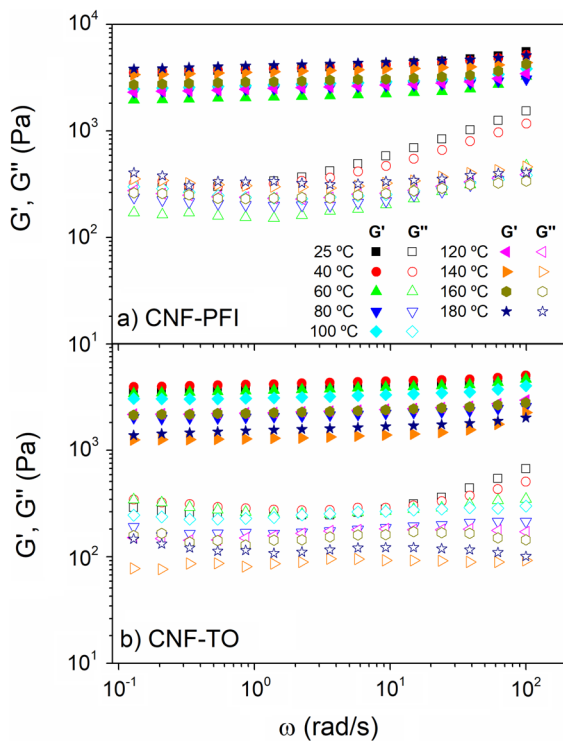 10⁴
10³
10²
10¹
G', G'' (Pa)
G' G'' G' G''
25 ºC 120 ºC
40 ºC 140 ºC
60 ºC 160 ºC
80 ºC 180 ºC
100 ºC
a) CNF-PFI
10³
10²
10¹
G', G'' (Pa)
b) CNF-TO
10⁻¹ 10⁰ 10¹ 10²
ω (rad/s)